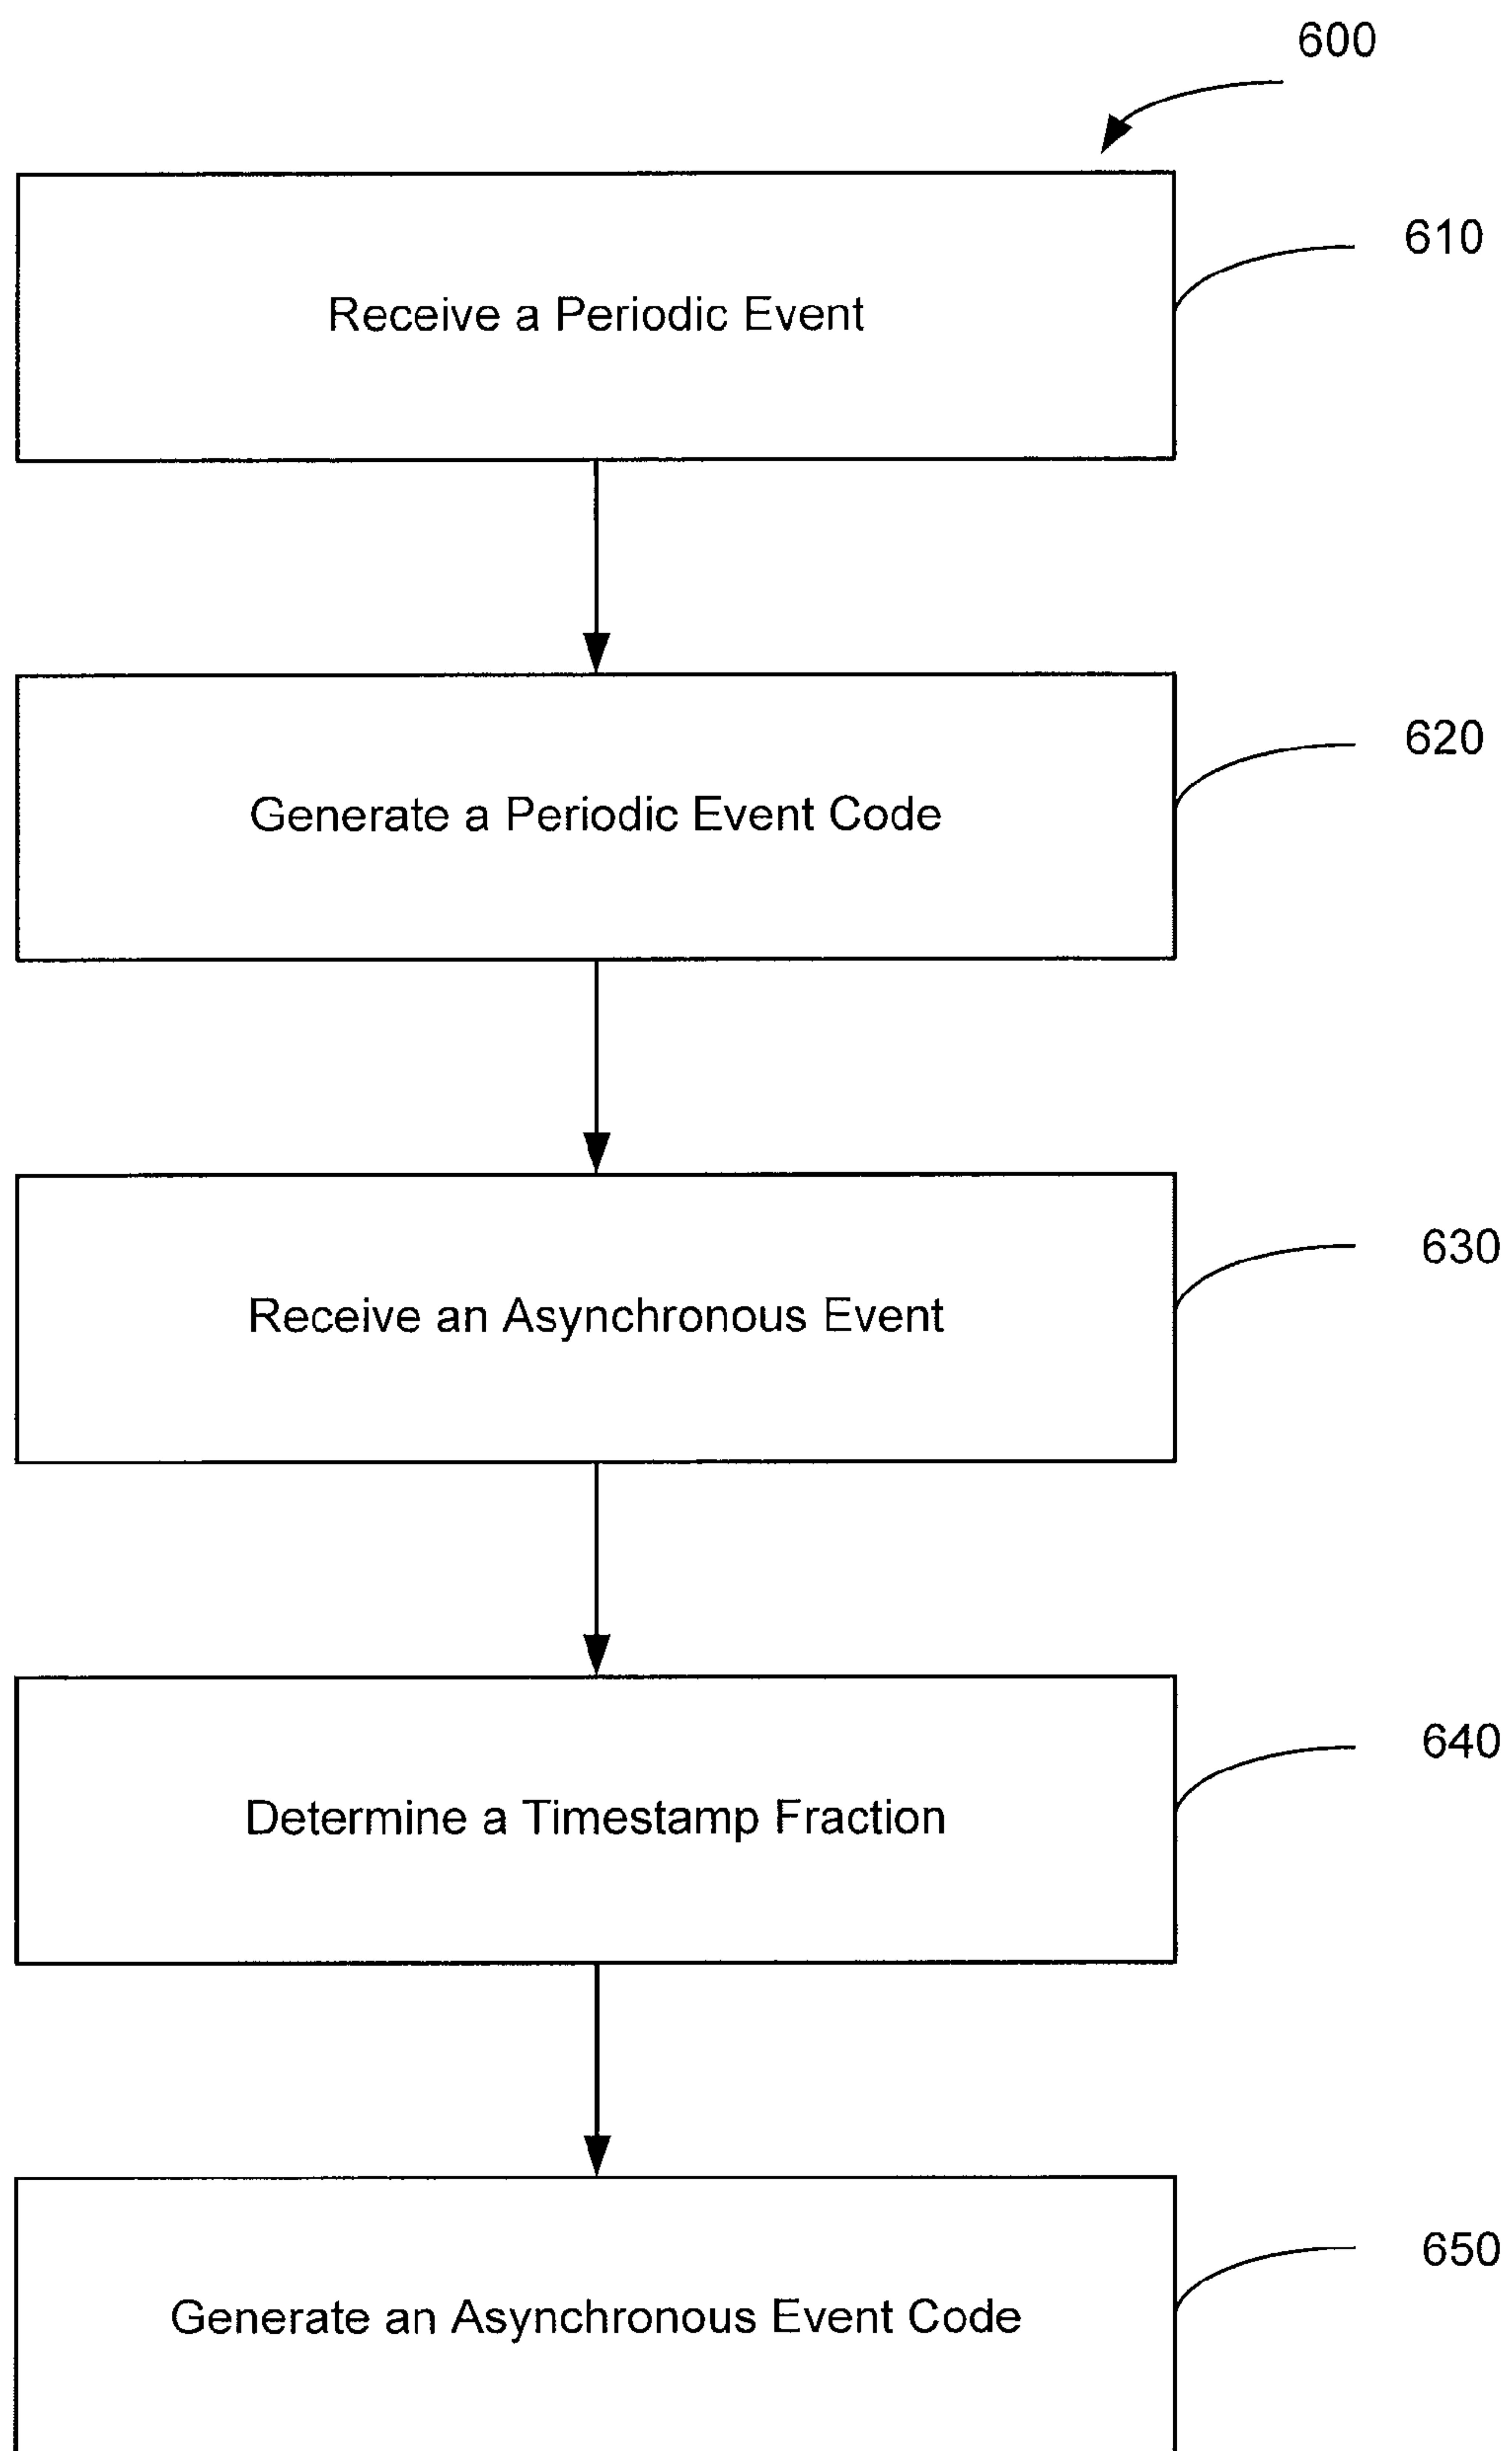 600
Receive a Periodic Event
610
Generate a Periodic Event Code
620
Receive an Asynchronous Event
630
Determine a Timestamp Fraction
640
Generate an Asynchronous Event Code
650